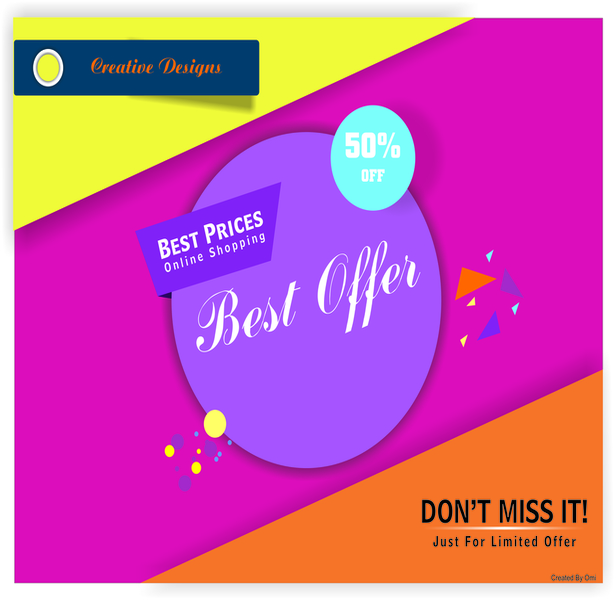 Creative Designs
50%
OFF
BEST PRICES
Online Shopping
Best Offer
DON'T MISS IT!
Just For Limited Offer
Created By Omi